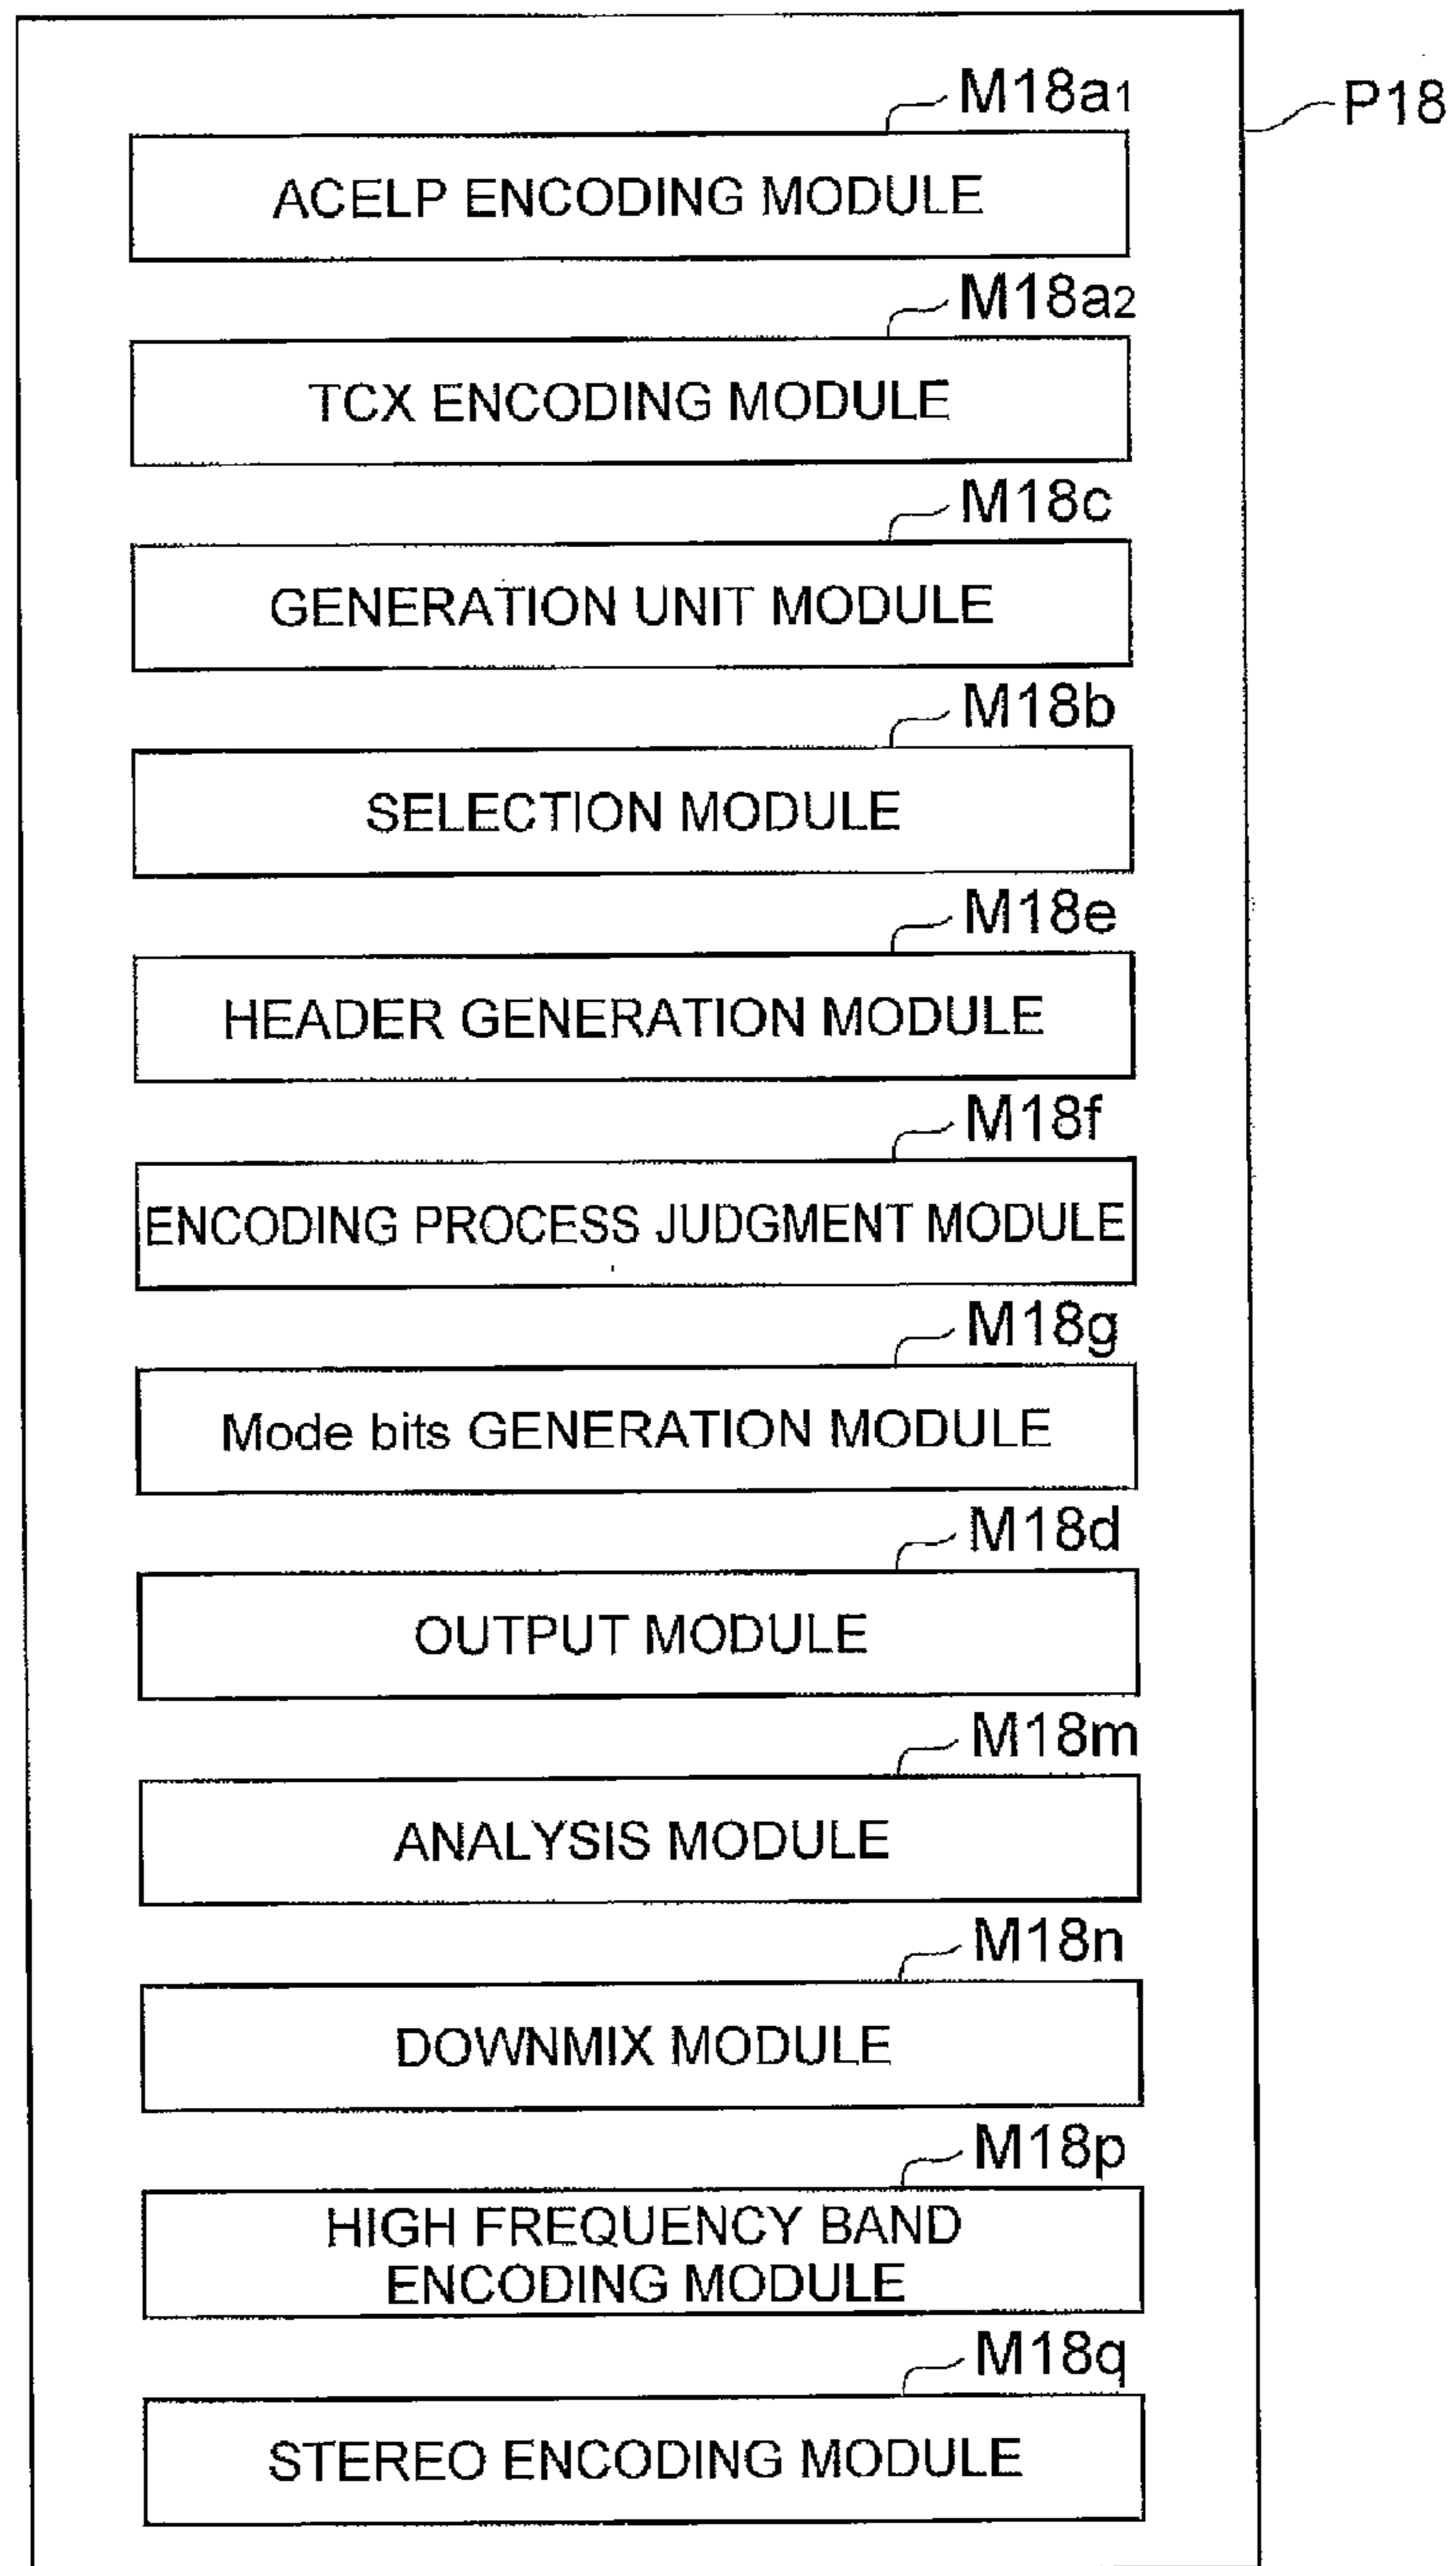 P18
M18a1
ACELP ENCODING MODULE
M18a2
TCX ENCODING MODULE
M18c
GENERATION UNIT MODULE
M18b
SELECTION MODULE
M18e
HEADER GENERATION MODULE
M18f
ENCODING PROCESS JUDGMENT MODULE
M18g
Mode bits GENERATION MODULE
M18d
OUTPUT MODULE
M18m
ANALYSIS MODULE
M18n
DOWNMIX MODULE
M18p
HIGH FREQUENCY BAND
ENCODING MODULE
M18q
STEREO ENCODING MODULE